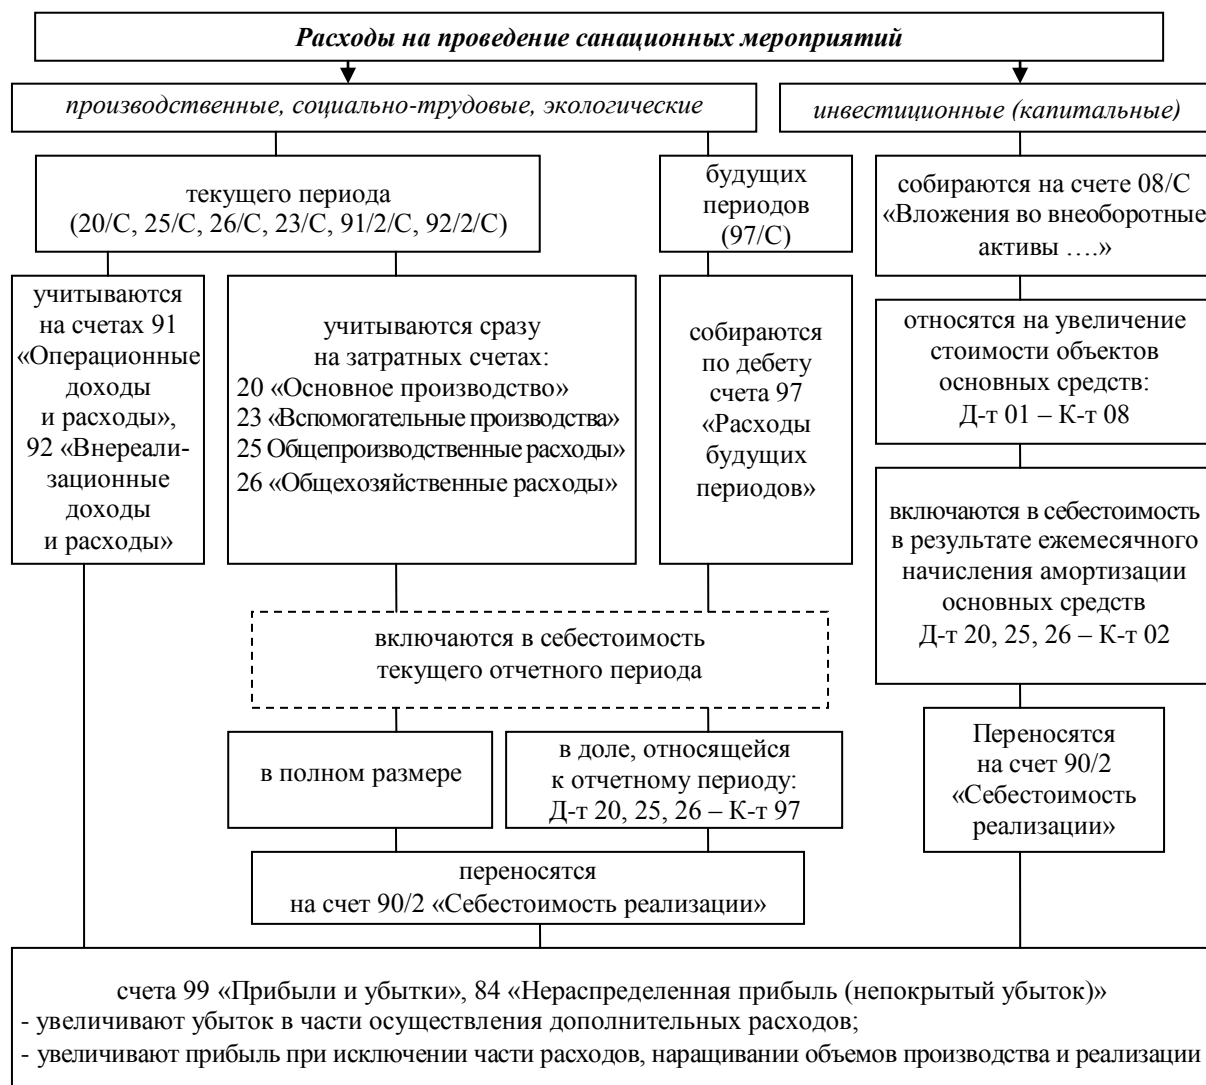 Расходы на проведение санационных мероприятий
производственные, социально-трудовые, экологические
инвестиционные (капитальные)
текущего периода
(20/С, 25/С, 26/С, 23/С, 91/2/С, 92/2/С)
будущих
периодов
(97/С)
собираются на счете 08/С
«Вложения во внеоборотные
активы ….»
учитываются
на счетах 91
«Операционные
доходы
и расходы»,
92 «Внереали-
зационные
доходы
и расходы»
учитываются сразу
на затратных счетах:
20 «Основное производство»
23 «Вспомогательные производства»
25 Общепроизводственные расходы»
26 «Общехозяйственные расходы»
собираются
по дебету
счета 97
«Расходы
будущих
периодов»
относятся на увеличение
стоимости объектов
основных средств:
Д-т 01 – К-т 08
включаются в себестоимость
в результате ежемесячного
начисления амортизации
основных средств
Д-т 20, 25, 26 – К-т 02
включаются в себестоимость
текущего отчетного периода
в полном размере
в доле, относящейся
к отчетному периоду:
Д-т 20, 25, 26 – К-т 97
Переносятся
на счет 90/2
«Себестоимость
реализации»
переносятся
на счет 90/2 «Себестоимость реализации»
счета 99 «Прибыли и убытки», 84 «Нераспределенная прибыль (непокрытый убыток)»
- увеличивают убыток в части осуществления дополнительных расходов;
- увеличивают прибыль при исключении части расходов, наращивании объемов производства и реализации